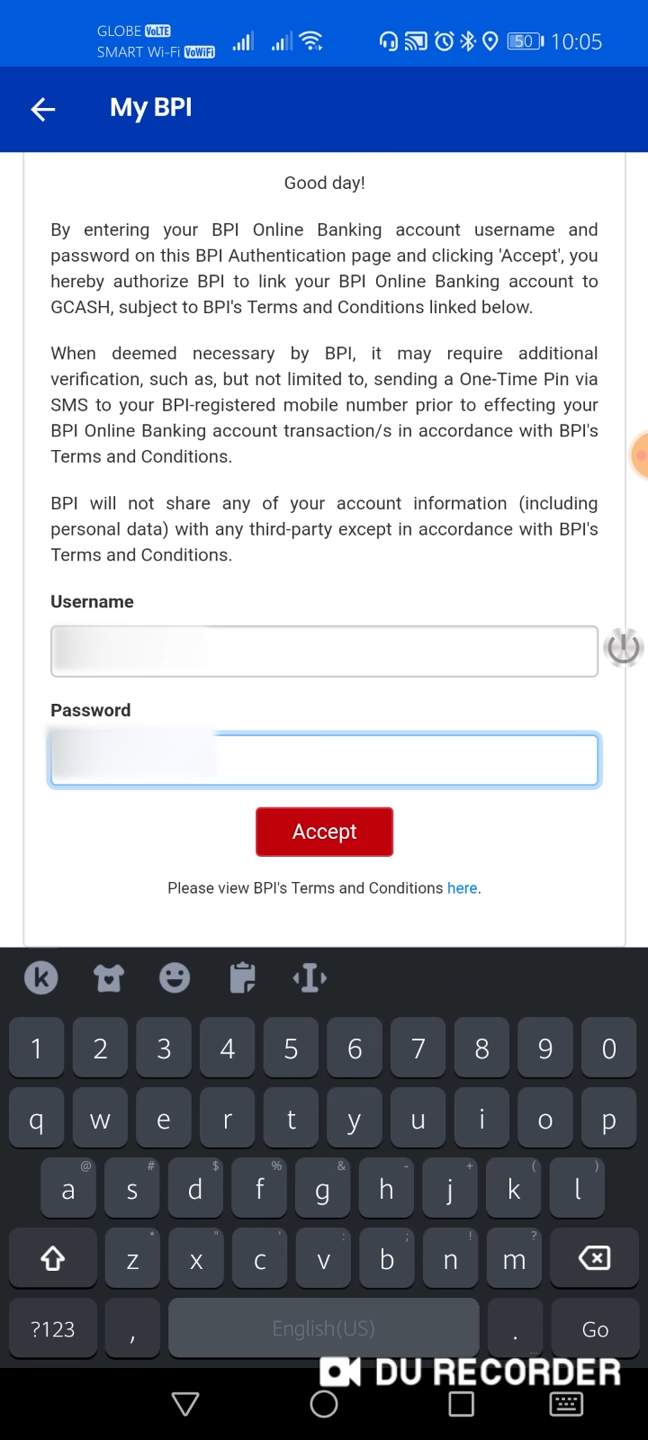 GLOBE VoLTE
SMART Wi-Fi VoWiFi
50 10:05
My BPI
Good day!
By entering your BPI Online Banking account username and
password on this BPI Authentication page and clicking 'Accept', you
hereby authorize BPI to link your BPI Online Banking account to
GCASH, subject to BPI's Terms and Conditions linked below.
When deemed necessary by BPI, it may require additional
verification, such as, but not limited to, sending a One-Time Pin via
SMS to your BPI-registered mobile number prior to effecting your
BPI Online Banking account transaction/s in accordance with BPI's
Terms and Conditions.
BPI will not share any of your account information (including
personal data) with any third-party except in accordance with BPI's
Terms and Conditions.
Username
Password
Accept
Please view BPI's Terms and Conditions here.
1 2 3 4 5 6 7 8 9 0
q w e r t y u i o p
@ # $ % & - + ( )
a s d f g h j k l
* " ' : ; ! ?
z x c v b n m
?123 , English(US) . Go
DU RECORDER